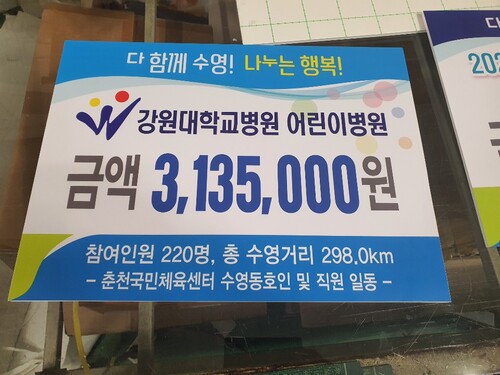 다 함께 수영! 나누는 행복!
강원대학교병원 어린이병원
금액 3,135,000원
참여인원 220명, 총 수영거리 298.0km
- 춘천국민체육센터 수영동호인 및 직원 일동 -
다
202